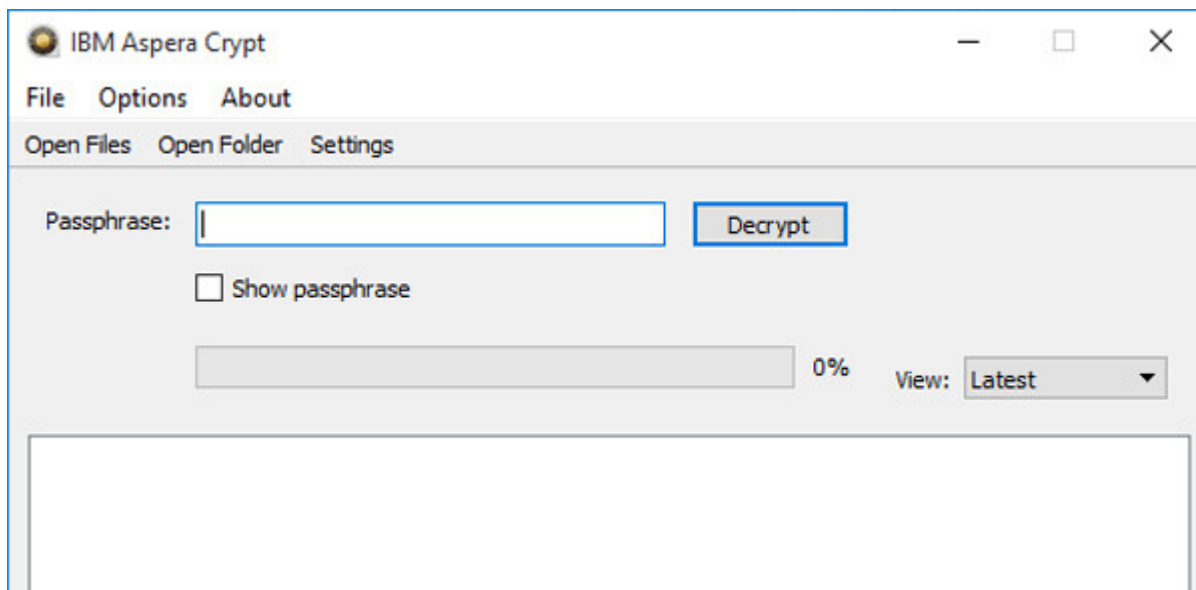 IBM Aspera Crypt
File Options About
Open Files Open Folder Settings
Passphrase: Decrypt
Show passphrase
0% View: Latest